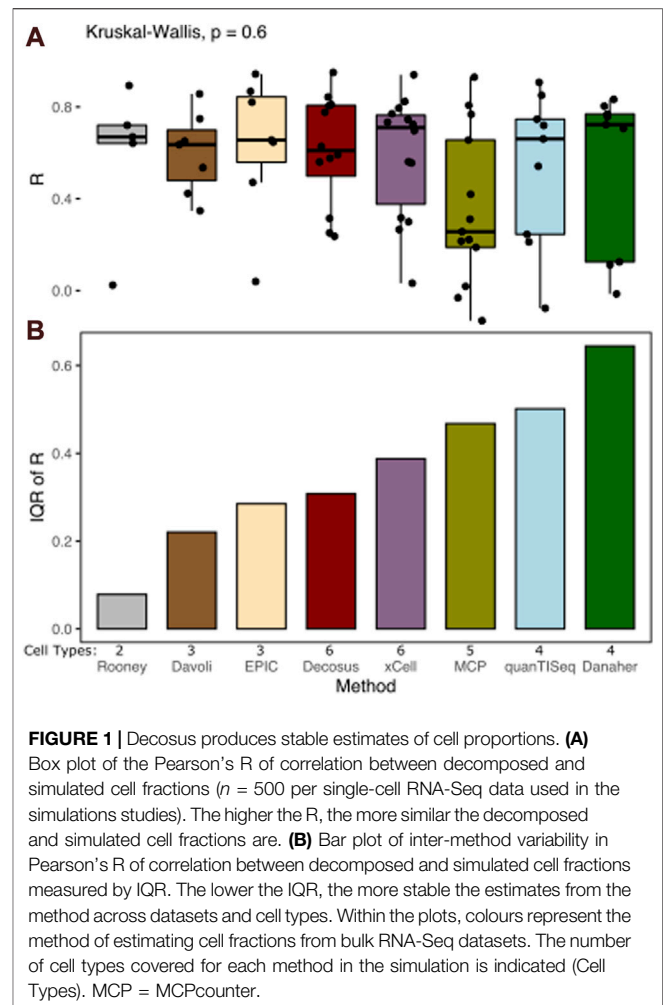 A
Kruskal-Wallis, p = 0.6
R
0.8
0.4
0.0
B
IQR of R
0.6
0.4
0.2
0.0
Cell Types: 2 3 3 6 6 5 4 4
Rooney Davoli EPIC Decosus xCell MCP quanTISeq Danaher
Method
FIGURE 1 | Decosus produces stable estimates of cell proportions. (A)
Box plot of the Pearson's R of correlation between decomposed and
simulated cell fractions (n = 500 per single-cell RNA-Seq data used in the
simulations studies). The higher the R, the more similar the decomposed
and simulated cell fractions are. (B) Bar plot of inter-method variability in
Pearson's R of correlation between decomposed and simulated cell fractions
measured by IQR. The lower the IQR, the more stable the estimates from the
method across datasets and cell types. Within the plots, colours represent the
method of estimating cell fractions from bulk RNA-Seq datasets. The number
of cell types covered for each method in the simulation is indicated (Cell
Types). MCP = MCPcounter.